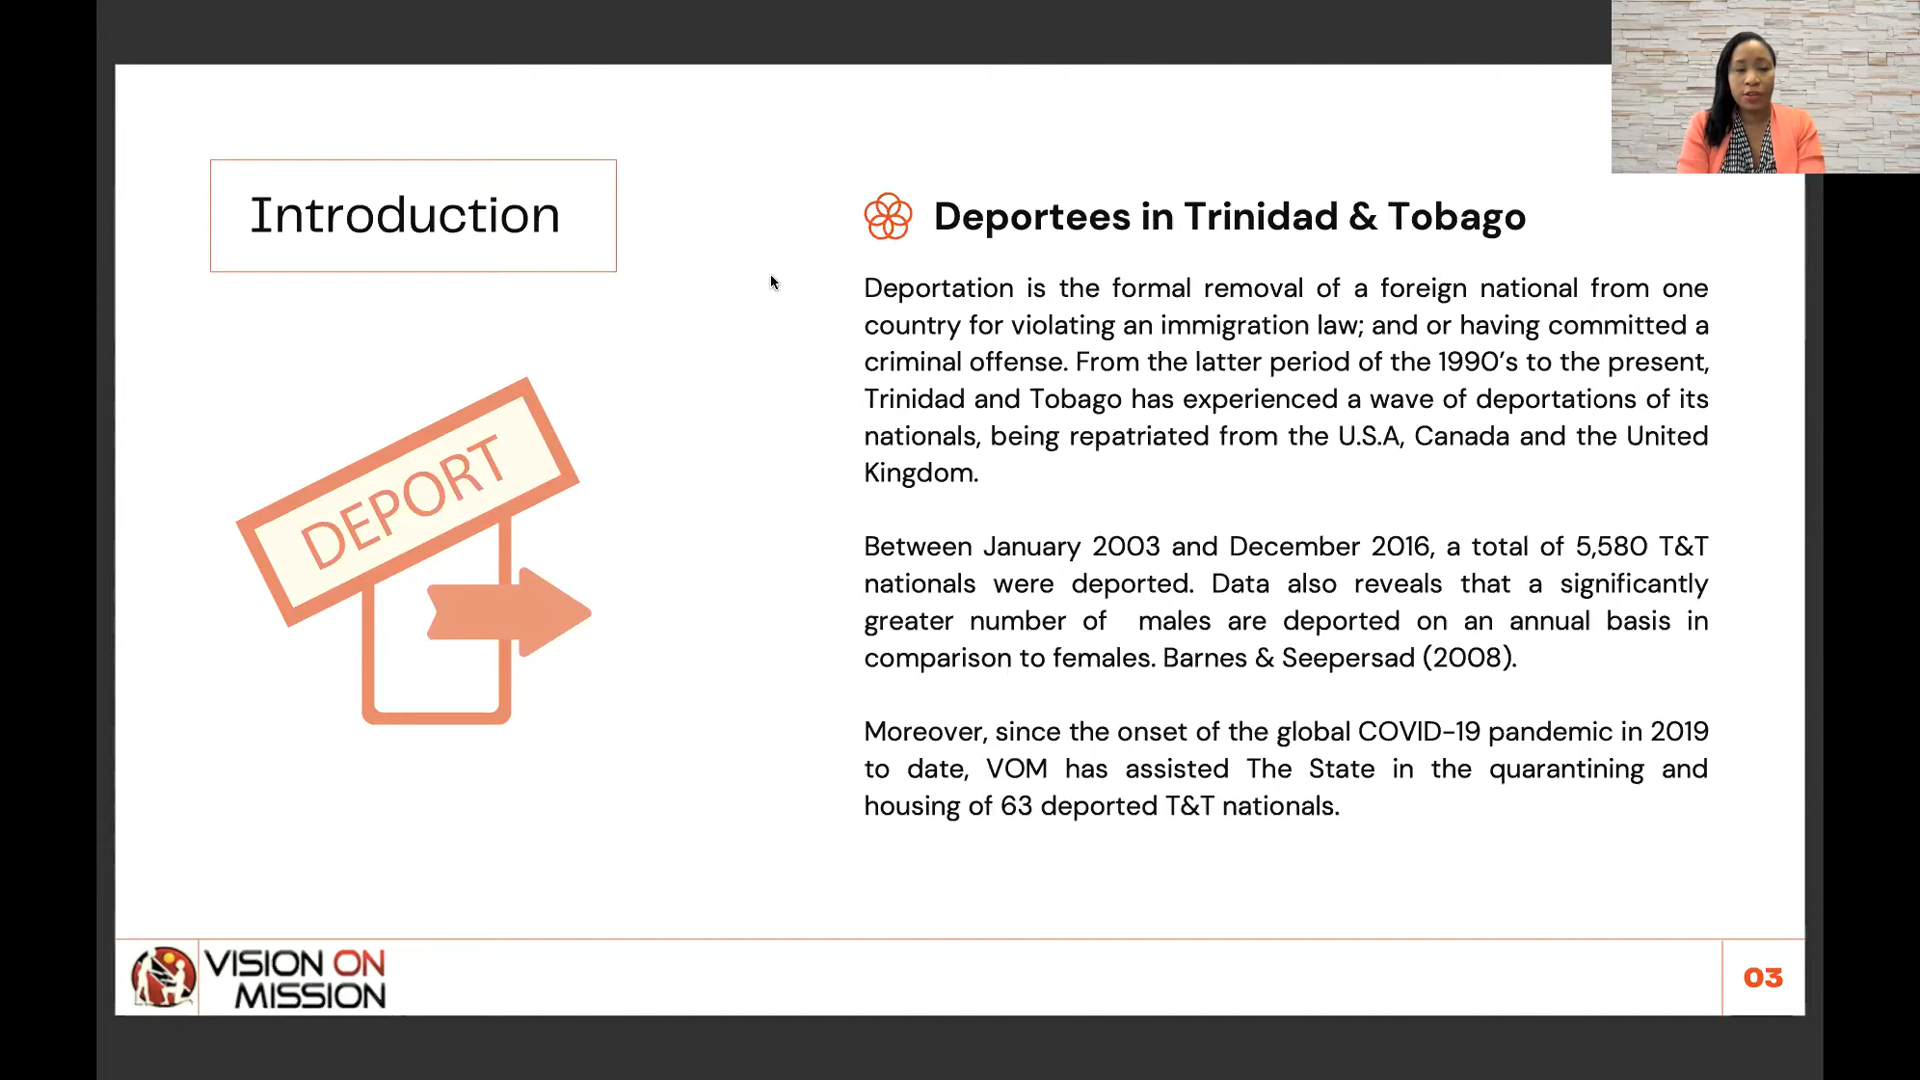 Introduction
DEPORT
Deportees in Trinidad & Tobago
Deportation is the formal removal of a foreign national from one
country for violating an immigration law; and or having committed a
criminal offense. From the latter period of the 1990’s to the present,
Trinidad and Tobago has experienced a wave of deportations of its
nationals, being repatriated from the U.S.A, Canada and the United
Kingdom.
Between January 2003 and December 2016, a total of 5,580 T&T
nationals were deported. Data also reveals that a significantly
greater number of males are deported on an annual basis in
comparison to females. Barnes & Seepersad (2008).
Moreover, since the onset of the global COVID-19 pandemic in 2019
to date, VOM has assisted The State in the quarantining and
housing of 63 deported T&T nationals.
VISION ON
MISSION
03